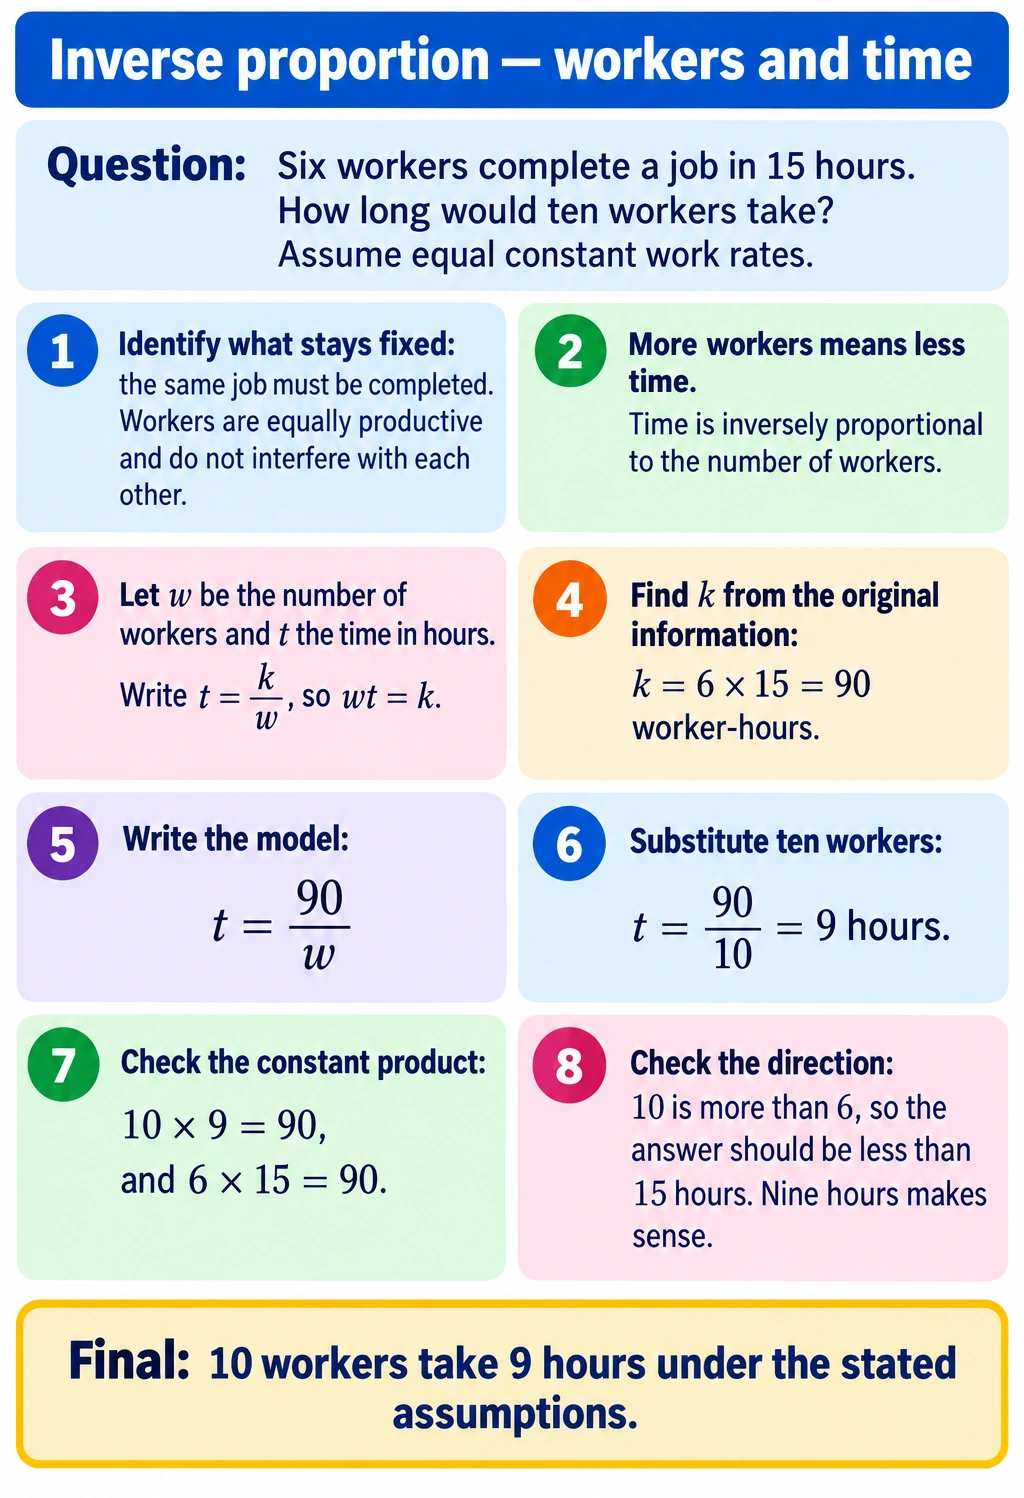 Inverse proportion — workers and time
Question: Six workers complete a job in 15 hours.
How long would ten workers take?
Assume equal constant work rates.
1 Identify what stays fixed:
the same job must be completed.
Workers are equally productive
and do not interfere with each
other.
2 More workers means less
time.
Time is inversely proportional
to the number of workers.
3 Let w be the number of
workers and t the time in hours.
Write t = k/w, so wt = k.
4 Find k from the original
information:
k = 6 × 15 = 90
worker-hours.
5 Write the model:
t = 90/w
6 Substitute ten workers:
t = 90/10 = 9 hours.
7 Check the constant product:
10 × 9 = 90,
and 6 × 15 = 90.
8 Check the direction:
10 is more than 6, so the
answer should be less than
15 hours. Nine hours makes
sense.
Final: 10 workers take 9 hours under the stated
assumptions.